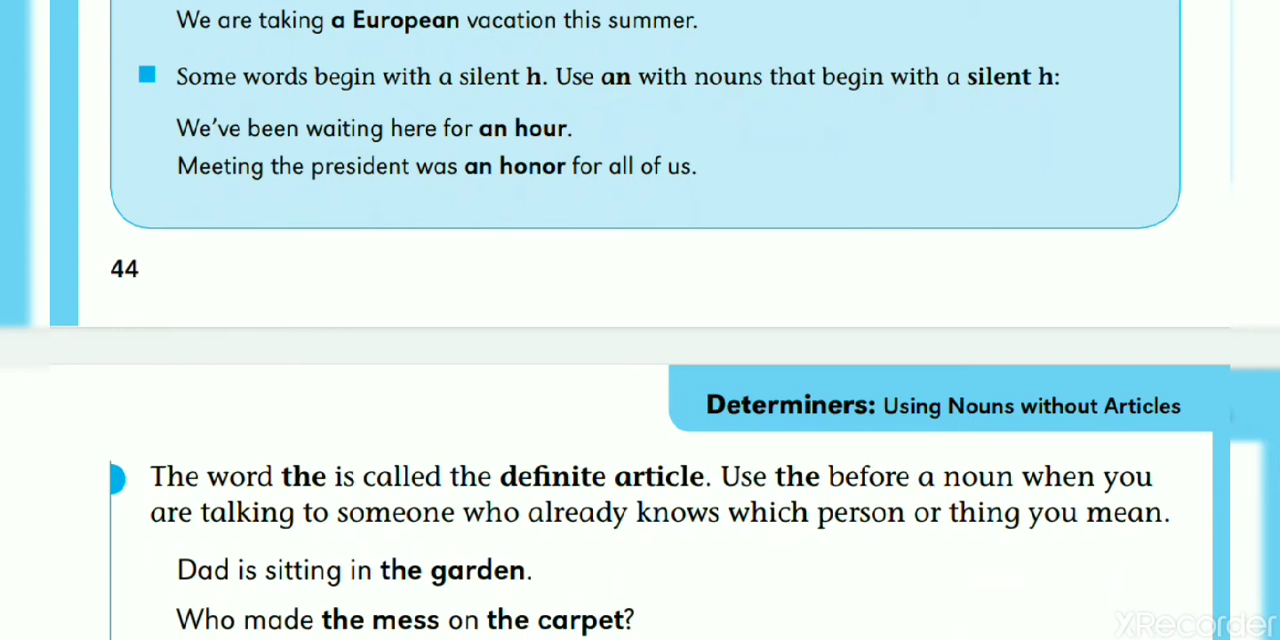 We are taking a European vacation this summer.
Some words begin with a silent h. Use an with nouns that begin with a silent h:
We've been waiting here for an hour.
Meeting the president was an honor for all of us.
44
Determiners: Using Nouns without Articles
The word the is called the definite article. Use the before a noun when you
are talking to someone who already knows which person or thing you mean.
Dad is sitting in the garden.
Who made the mess on the carpet?
XRecorder